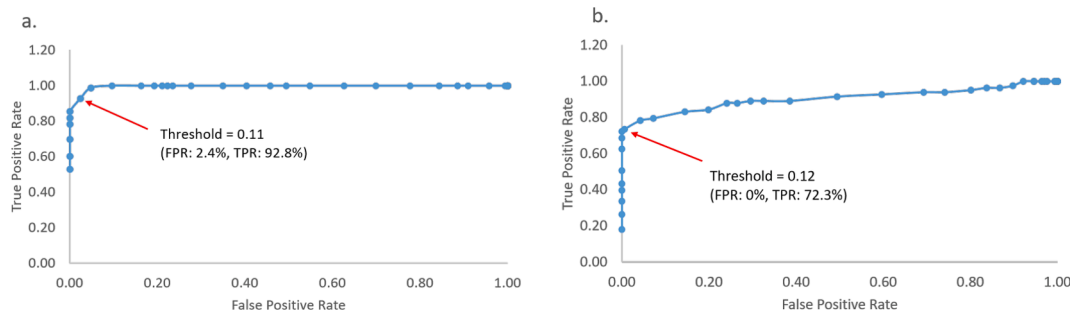 a.
1.20
1.00
0.80
0.60
0.40
0.20
0.00
True Positive Rate
Threshold = 0.11
(FPR: 2.4%, TPR: 92.8%)
0.00 0.20 0.40 0.60 0.80 1.00
False Positive Rate
b.
1.20
1.00
0.80
0.60
0.40
0.20
0.00
True Positive Rate
Threshold = 0.12
(FPR: 0%, TPR: 72.3%)
0.00 0.20 0.40 0.60 0.80 1.00
False Positive Rate